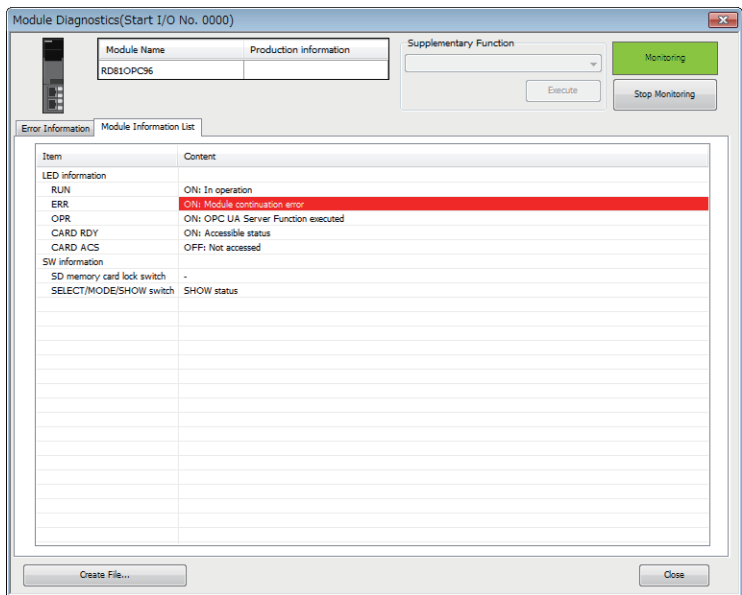 Module Diagnostics(Start I/O No. 0000)
Module Name Production information
RD81OPC96
Supplementary Function
Execute
Monitoring
Stop Monitoring
Error Information Module Information List
Item Content
LED information
RUN ON: In operation
ERR ON: Module continuation error
OPR ON: OPC UA Server Function executed
CARD RDY ON: Accessible status
CARD ACS OFF: Not accessed
SW information
SD memory card lock switch -
SELECT/MODE/SHOW switch SHOW status
Create File... Close